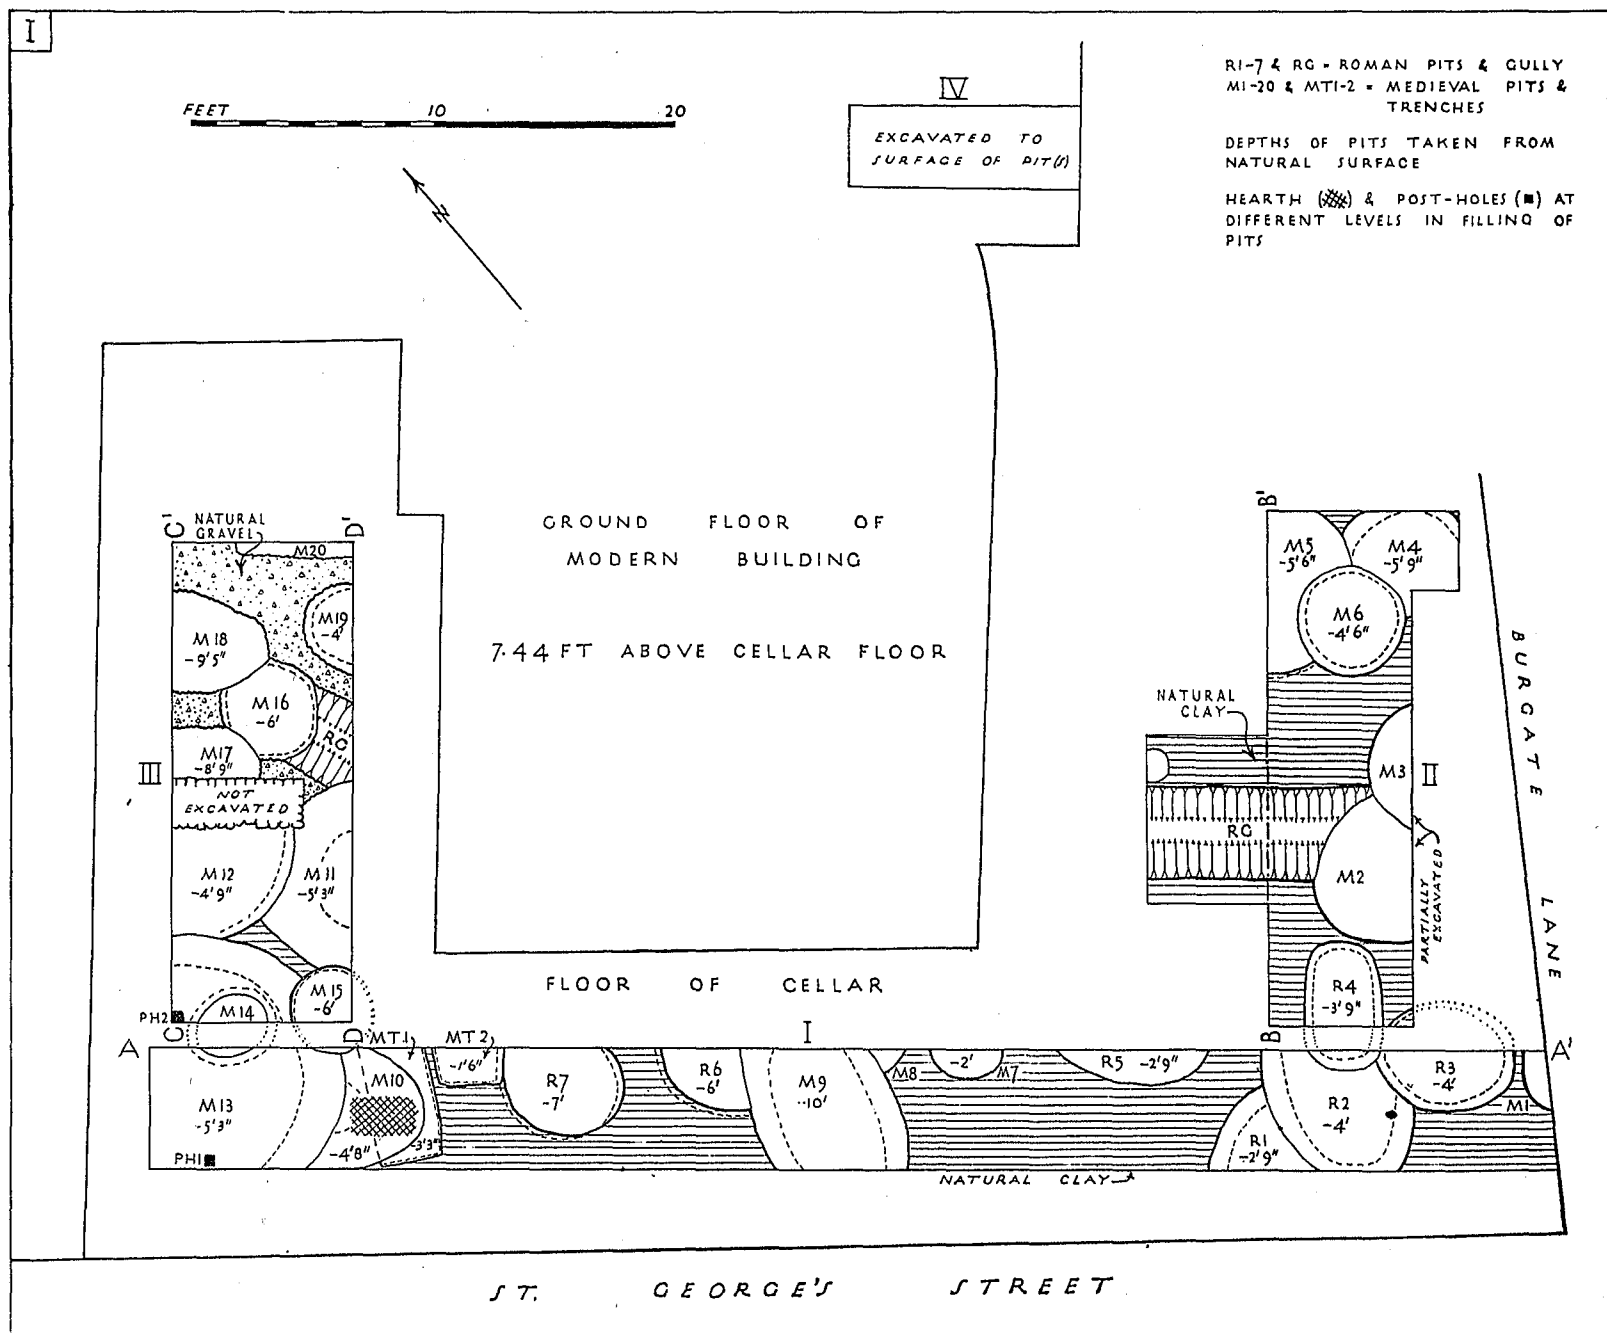 I
FEET 10 20
N
IV
EXCAVATED TO
SURFACE OF PIT(S)
R1-7 & RG = ROMAN PITS & GULLY
M1-20 & MT1-2 = MEDIEVAL PITS &
TRENCHES
DEPTHS OF PITS TAKEN FROM
NATURAL SURFACE
HEARTH ( ) & POST-HOLES (■) AT
DIFFERENT LEVELS IN FILLING OF
PITS
GROUND FLOOR OF
MODERN BUILDING
7.44 FT ABOVE CELLAR FLOOR
FLOOR OF CELLAR
C'
NATURAL
GRAVEL
D'
M20
M19
-4'
M18
-9'5"
M16
-6'
RG
M17
-8'9"
III
NOT
EXCAVATED
M12
-4'9"
M11
-5'3"
M15
-6'
M14
PH2
C
D
B'
M5
-5'6"
M4
-5'9"
M6
-4'6"
NATURAL
CLAY
M3
II
RG
M2
PARTIALLY
EXCAVATED
R4
-3'9"
B
BURGATE LANE
A
MT.1
MT2
-1'6"
I
A'
M13
-5'3"
PH1
M10
-4'8"
-3'3"
R7
-7'
R6
-6'
M9
-10'
M8
-2'
M7
R5 -2'9"
R1
-2'9"
R2
-4'
R3
-4'
M1
NATURAL CLAY
ST. GEORGE'S STREET